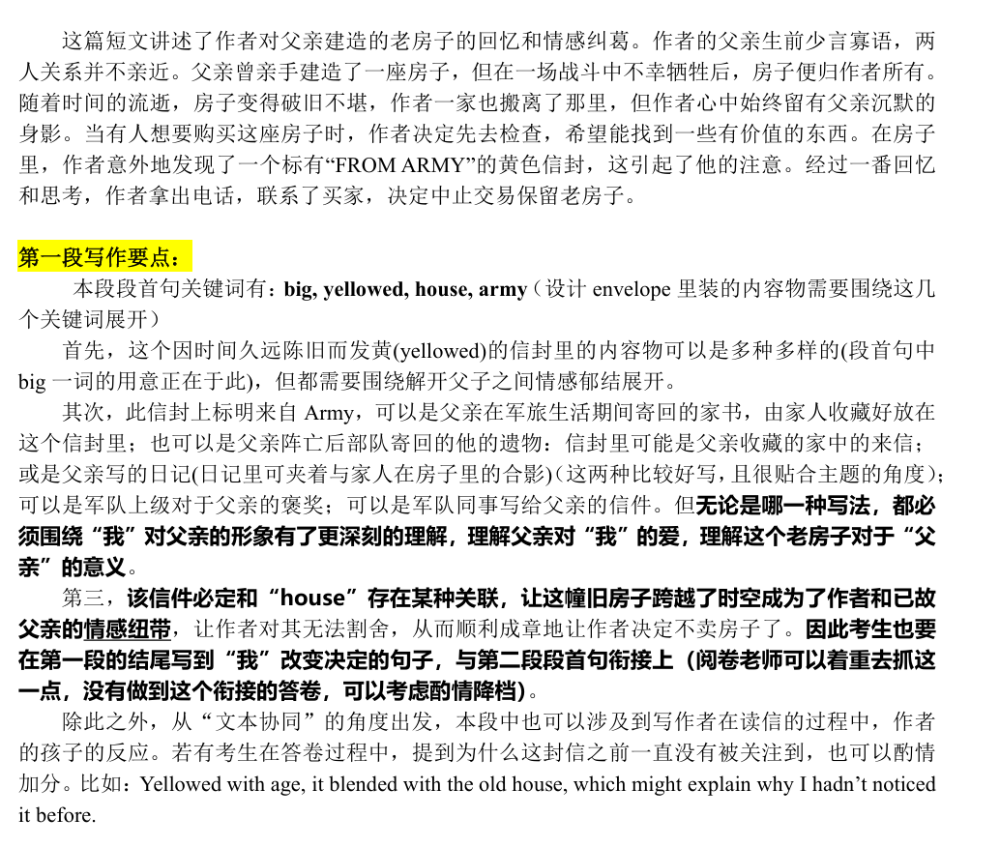 这篇短文讲述了作者对父亲建造的老房子的回忆和情感纠葛。作者的父亲生前少言寡语，两
人关系并不亲近。父亲曾亲手建造了一座房子，但在一场战斗中不幸牺牲后，房子便归作者所有。
随着时间的流逝，房子变得破旧不堪，作者一家也搬离了那里，但作者心中始终留有父亲沉默的
身影。当有人想要购买这座房子时，作者决定先去检查，希望能找到一些有价值的东西。在房子
里，作者意外地发现了一个标有“FROM ARMY”的黄色信封，这引起了他的注意。经过一番回忆
和思考，作者拿出电话，联系了买家，决定中止交易保留老房子。
第一段写作要点：
本段段首句关键词有：big, yellowed, house, army（设计 envelope 里装的内容物需要围绕这几
个关键词展开）
首先，这个因时间久远陈旧而发黄(yellowed)的信封里的内容物可以是多种多样的(段首句中
big 一词的用意正在于此)，但都需要围绕解开父子之间情感郁结展开。
其次，此信封上标明来自 Army，可以是父亲在军旅生活期间寄回的家书，由家人收藏好放在
这个信封里；也可以是父亲阵亡后部队寄回的他的遗物：信封里可能是父亲收藏的家中的来信；
或是父亲写的日记(日记里可夹着与家人在房子里的合影)（这两种比较好写，且很贴合主题的角度）；
可以是军队上级对于父亲的褒奖；可以是军队同事写给父亲的信件。但无论是哪一种写法，都必
须围绕“我”对父亲的形象有了更深刻的理解，理解父亲对“我”的爱，理解这个老房子对于“父
亲”的意义。
第三，该信件必定和“house”存在某种关联，让这幢旧房子跨越了时空成为了作者和已故
父亲的情感纽带，让作者对其无法割舍，从而顺利成章地让作者决定不卖房子了。因此考生也要
在第一段的结尾写到“我”改变决定的句子，与第二段段首句衔接上（阅卷老师可以着重去抓这
一点，没有做到这个衔接的答卷，可以考虑酌情降档）。
除此之外，从“文本协同”的角度出发，本段中也可以涉及到写作者在读信的过程中，作者
的孩子的反应。若有考生在答卷过程中，提到为什么这封信之前一直没有被关注到，也可以酌情
加分。比如：Yellowed with age, it blended with the old house, which might explain why I hadn’t noticed
it before.